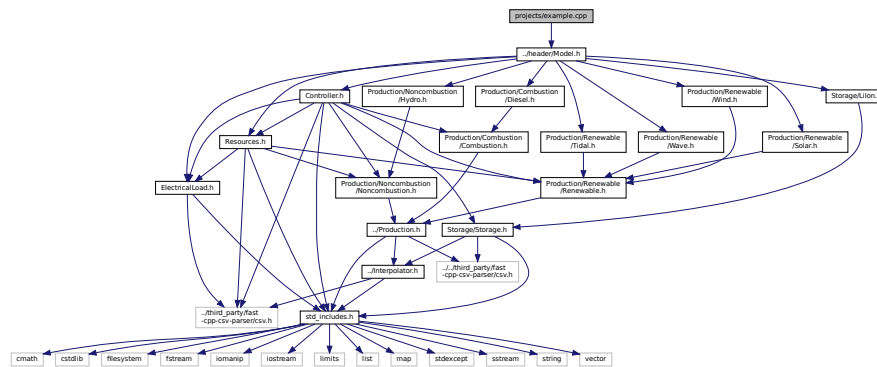 projects/example.cpp
../header/Model.h
Controller.h
Production/Noncombustion
/Hydro.h
Production/Combustion
/Diesel.h
Production/Renewable
/Wind.h
Storage/LiIon.
Resources.h
Production/Combustion
/Combustion.h
Production/Renewable
/Tidal.h
Production/Renewable
/Wave.h
Production/Renewable
/Solar.h
ElectricalLoad.h
Production/Noncombustion
/Noncombustion.h
Production/Renewable
/Renewable.h
../Production.h
Storage/Storage.h
../Interpolator.h
../../third_party/fast
-cpp-csv-parser/csv.h
../third_party/fast
-cpp-csv-parser/csv.h
std_includes.h
cmath
cstdlib
filesystem
fstream
iomanip
iostream
limits
list
map
stdexcept
sstream
string
vector